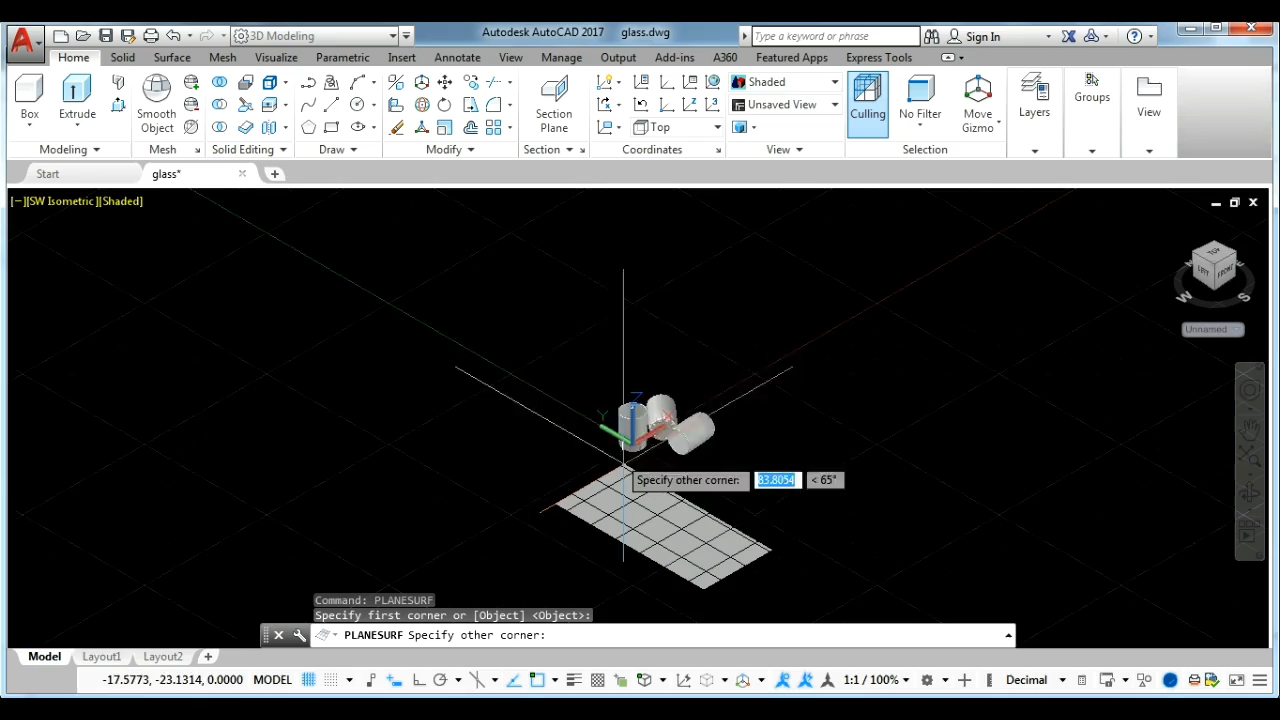 Autodesk AutoCAD 2017 glass.dwg
3D Modeling
Type a keyword or phrase
Sign In
Home Solid Surface Mesh Visualize Parametric Insert Annotate View Manage Output Add-ins A360 Featured Apps Express Tools
Box
Extrude
Smooth Object
Section Plane
Shaded
Unsaved View
Top
Culling
No Filter
Move Gizmo
Layers
Groups
View
Modeling Mesh Solid Editing Draw Modify Section Coordinates View Selection
Start glass*
[−][SW Isometric][Shaded]
TOP
LEFT FRONT
W S
Unnamed
Z
Y X
Specify other corner: 83.8054 < 65°
Command: PLANESURF
Specify first corner or [Object] <Object>:
PLANESURF Specify other corner:
Model Layout1 Layout2
-17.5773, -23.1314, 0.0000 MODEL 1:1 / 100% Decimal